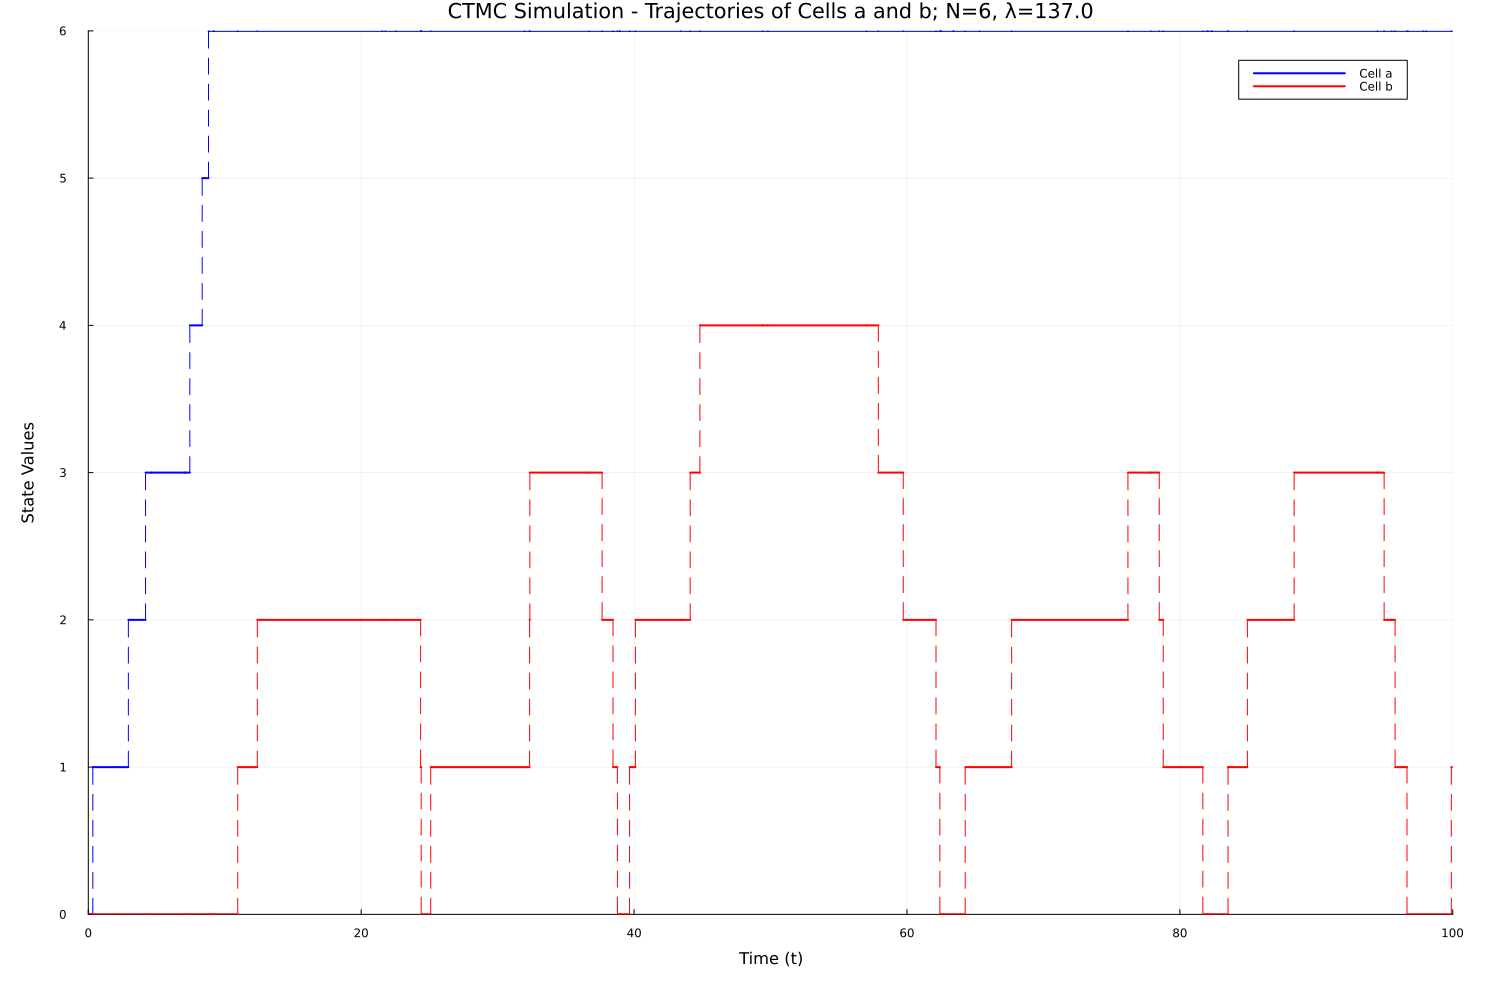 CTMC Simulation - Trajectories of Cells a and b; N=6, λ=137.0
6
Cell a
Cell b
5
4
State Values
3
2
1
0
0 20 40 60 80 100
Time (t)